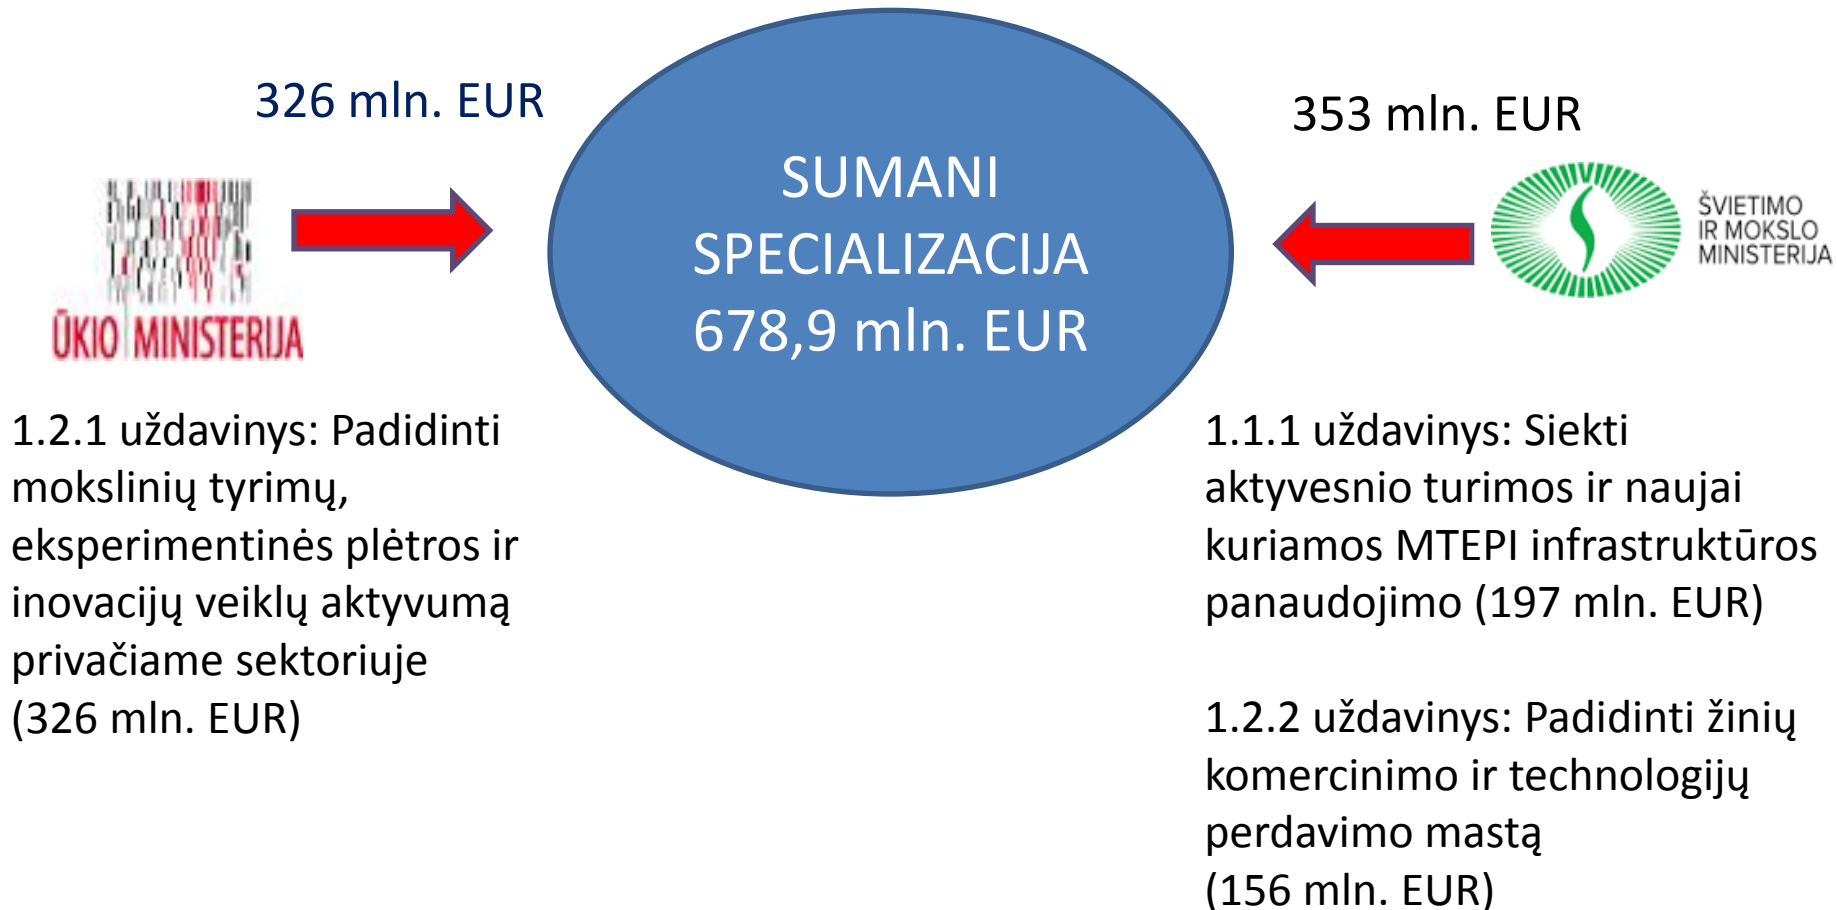 326 mln. EUR
ŪKIO MINISTERIJA
1.2.1 uždavinys: Padidinti
mokslinių tyrimų,
eksperimentinės plėtros ir
inovacijų veiklų aktyvumą
privačiame sektoriuje
(326 mln. EUR)
SUMANI
SPECIALIZACIJA
678,9 mln. EUR
353 mln. EUR
ŠVIETIMO
IR MOKSLO
MINISTERIJA
1.1.1 uždavinys: Siekti
aktyvesnio turimos ir naujai
kuriamos MTEPI infrastruktūros
panaudojimo (197 mln. EUR)
1.2.2 uždavinys: Padidinti žinių
komercinimo ir technologijų
perdavimo mastą
(156 mln. EUR)